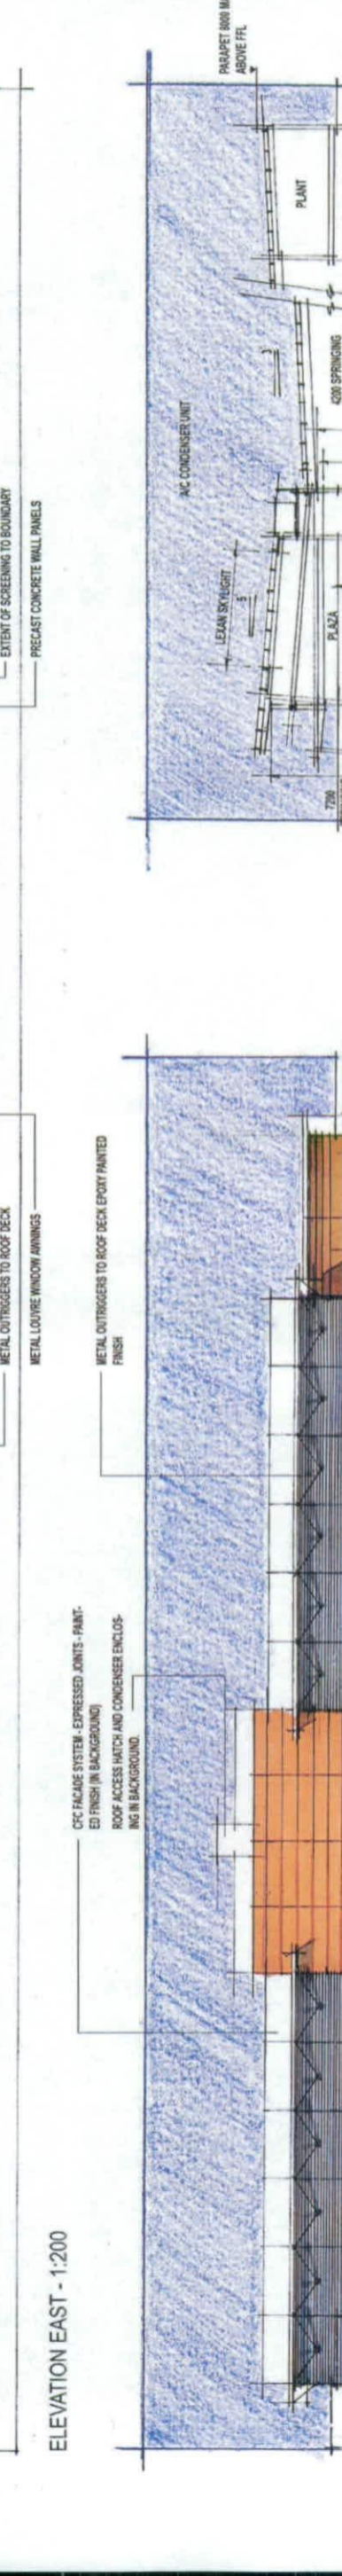 ELEVATION EAST - 1:200
EXTENT OF SCREENING TO BOUNDARY
PRECAST CONCRETE WALL PANELS
METAL OUTRIGGERS TO ROOF DECK
METAL LOUVRE WINDOW AWNINGS
CFC FACADE SYSTEM - EXPRESSED JOINTS - PAINT-
ED FINISH (IN BACKGROUND)
ROOF ACCESS HATCH AND CONDENSER ENCLOS-
ING IN BACKGROUND.
METAL OUTRIGGERS TO ROOF DECK EPOXY PAINTED
FINISH
A/C CONDENSER UNIT
LEXAN SKYLIGHT
5
PARAPET 8000 M
ABOVE FFL
PLANT
4200 SPRINGING
PLAZA
7200